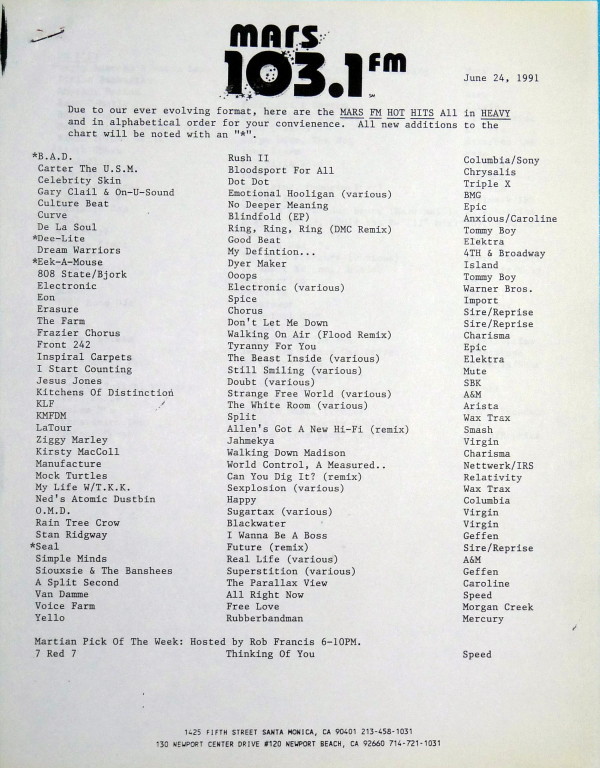 MARS
103.1 FM
SM
June 24, 1991
Due to our ever evolving format, here are the MARS FM HOT HITS All in HEAVY
and in alphabetical order for your convienence. All new additions to the
chart will be noted with an "*".
*B.A.D. Rush II Columbia/Sony
Carter The U.S.M. Bloodsport For All Chrysalis
Celebrity Skin Dot Dot Triple X
Gary Clail & On-U-Sound Emotional Hooligan (various) BMG
Culture Beat No Deeper Meaning Epic
Curve Blindfold (EP) Anxious/Caroline
De La Soul Ring, Ring, Ring (DMC Remix) Tommy Boy
*Dee-Lite Good Beat Elektra
Dream Warriors My Defintion... 4TH & Broadway
*Eek-A-Mouse Dyer Maker Island
808 State/Bjork Ooops Tommy Boy
Electronic Electronic (various) Warner Bros.
Eon Spice Import
Erasure Chorus Sire/Reprise
The Farm Don't Let Me Down Sire/Reprise
Frazier Chorus Walking On Air (Flood Remix) Charisma
Front 242 Tyranny For You Epic
Inspiral Carpets The Beast Inside (various) Elektra
I Start Counting Still Smiling (various) Mute
Jesus Jones Doubt (various) SBK
Kitchens Of Distinction Strange Free World (various) A&M
KLF The White Room (various) Arista
KMFDM Split Wax Trax
LaTour Allen's Got A New Hi-Fi (remix) Smash
Ziggy Marley Jahmekya Virgin
Kirsty MacColl Walking Down Madison Charisma
Manufacture World Control, A Measured.. Nettwerk/IRS
Mock Turtles Can You Dig It? (remix) Relativity
My Life W/T.K.K. Sexplosion (various) Wax Trax
Ned's Atomic Dustbin Happy Columbia
O.M.D. Sugartax (various) Virgin
Rain Tree Crow Blackwater Virgin
Stan Ridgway I Wanna Be A Boss Geffen
*Seal Future (remix) Sire/Reprise
Simple Minds Real Life (various) A&M
Siouxsie & The Banshees Superstition (various) Geffen
A Split Second The Parallax View Caroline
Van Damme All Right Now Speed
Voice Farm Free Love Morgan Creek
Yello Rubberbandman Mercury
Martian Pick Of The Week: Hosted by Rob Francis 6-10PM.
7 Red 7 Thinking Of You Speed
1425 FIFTH STREET SANTA MONICA, CA 90401 213-458-1031
130 NEWPORT CENTER DRIVE #120 NEWPORT BEACH, CA 92660 714-721-1031